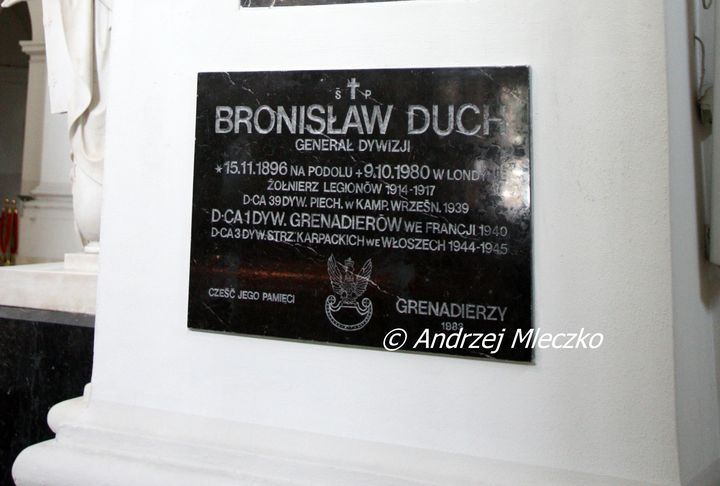 Ś P
BRONISŁAW DUCH
GENERAŁ DYWIZJI
* 15.11.1896 NA PODOLU + 9.10.1980 W LONDYNIE
ŻOŁNIERZ LEGIONÓW 1914-1917
D-CA 39 DYW. PIECH. W KAMP. WRZEŚN. 1939
D-CA 1 DYW. GRENADIERÓW WE FRANCJI 1940
D-CA 3 DYW. STRZ. KARPACKICH WE WŁOSZECH 1944-1945
CZEŚĆ JEGO PAMIĘCI
GRENADIERZY
1983
© Andrzej Mleczko